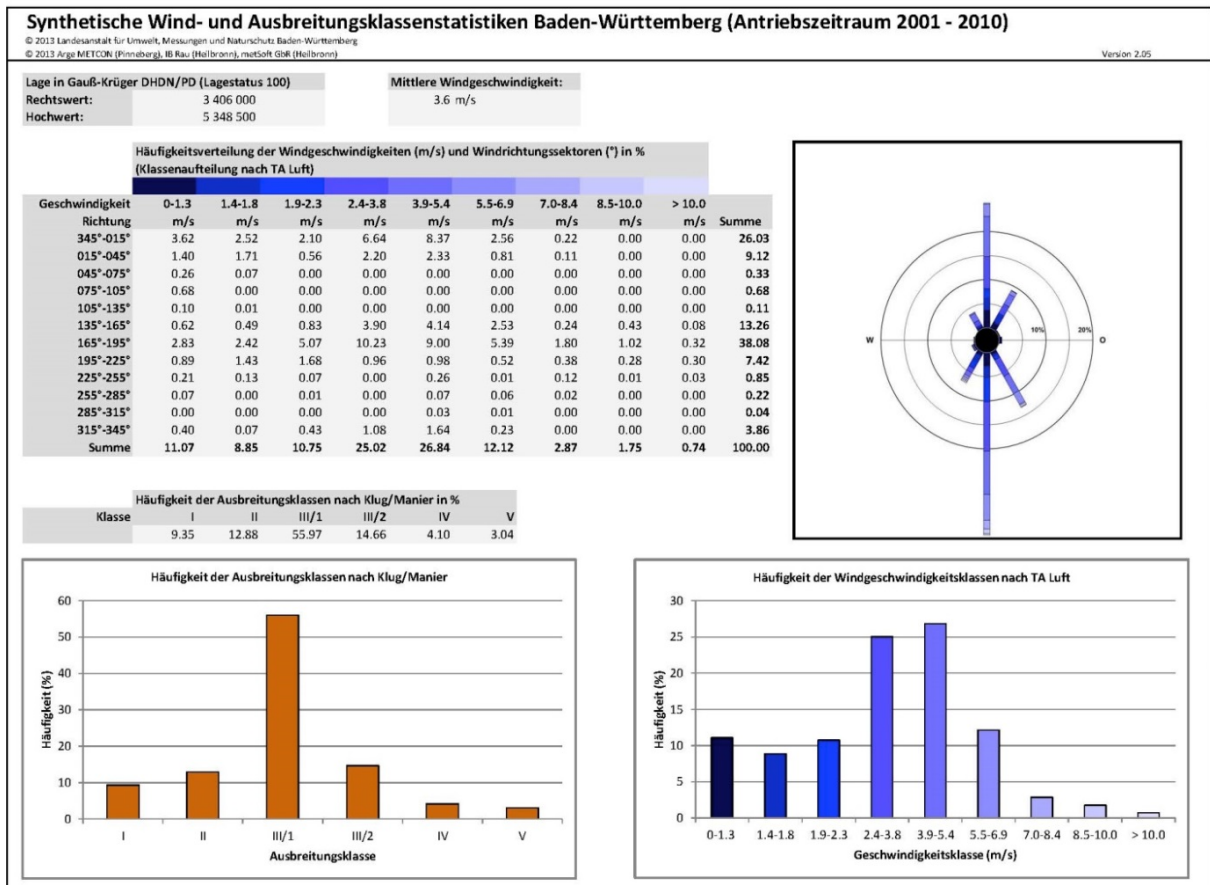 Synthetische Wind- und Ausbreitungsklassenstatistiken Baden-Württemberg (Antriebszeitraum 2001 - 2010)
© 2013 Landesanstalt für Umwelt, Messungen und Naturschutz Baden-Württemberg
© 2013 Arge METCON (Pinneberg), IB Rau (Heilbronn), metSoft GbR (Heilbronn) Version 2.05
Lage in Gauß-Krüger DHDN/PD (Lagestatus 100) Mittlere Windgeschwindigkeit:
Rechtswert: 3 406 000 3.6 m/s
Hochwert: 5 348 500
Häufigkeitsverteilung der Windgeschwindigkeiten (m/s) und Windrichtungssektoren (°) in %
(Klassenaufteilung nach TA Luft)
Geschwindigkeit 0-1.3 1.4-1.8 1.9-2.3 2.4-3.8 3.9-5.4 5.5-6.9 7.0-8.4 8.5-10.0 > 10.0
Richtung m/s m/s m/s m/s m/s m/s m/s m/s m/s Summe
345°-015° 3.62 2.52 2.10 6.64 8.37 2.56 0.22 0.00 0.00 26.03
015°-045° 1.40 1.71 0.56 2.20 2.33 0.81 0.11 0.00 0.00 9.12
045°-075° 0.26 0.07 0.00 0.00 0.00 0.00 0.00 0.00 0.00 0.33
075°-105° 0.68 0.00 0.00 0.00 0.00 0.00 0.00 0.00 0.00 0.68
105°-135° 0.10 0.01 0.00 0.00 0.00 0.00 0.00 0.00 0.00 0.11
135°-165° 0.62 0.49 0.83 3.90 4.14 2.53 0.24 0.43 0.08 13.26
165°-195° 2.83 2.42 5.07 10.23 9.00 5.39 1.80 1.02 0.32 38.08
195°-225° 0.89 1.43 1.68 0.96 0.98 0.52 0.38 0.28 0.30 7.42
225°-255° 0.21 0.13 0.07 0.00 0.26 0.01 0.12 0.01 0.03 0.85
255°-285° 0.07 0.00 0.01 0.00 0.07 0.06 0.02 0.00 0.00 0.22
285°-315° 0.00 0.00 0.00 0.00 0.03 0.01 0.00 0.00 0.00 0.04
315°-345° 0.40 0.07 0.43 1.08 1.64 0.23 0.00 0.00 0.00 3.86
Summe 11.07 8.85 10.75 25.02 26.84 12.12 2.87 1.75 0.74 100.00
W 10% 20% O
Häufigkeit der Ausbreitungsklassen nach Klug/Manier in %
Klasse I II III/1 III/2 IV V
9.35 12.88 55.97 14.66 4.10 3.04
Häufigkeit der Ausbreitungsklassen nach Klug/Manier
Häufigkeit (%)
60
50
40
30
20
10
0
I II III/1 III/2 IV V
Ausbreitungsklasse
Häufigkeit der Windgeschwindigkeitsklassen nach TA Luft
Häufigkeit (%)
30
25
20
15
10
5
0
0-1.3 1.4-1.8 1.9-2.3 2.4-3.8 3.9-5.4 5.5-6.9 7.0-8.4 8.5-10.0 > 10.0
Geschwindigkeitsklasse (m/s)